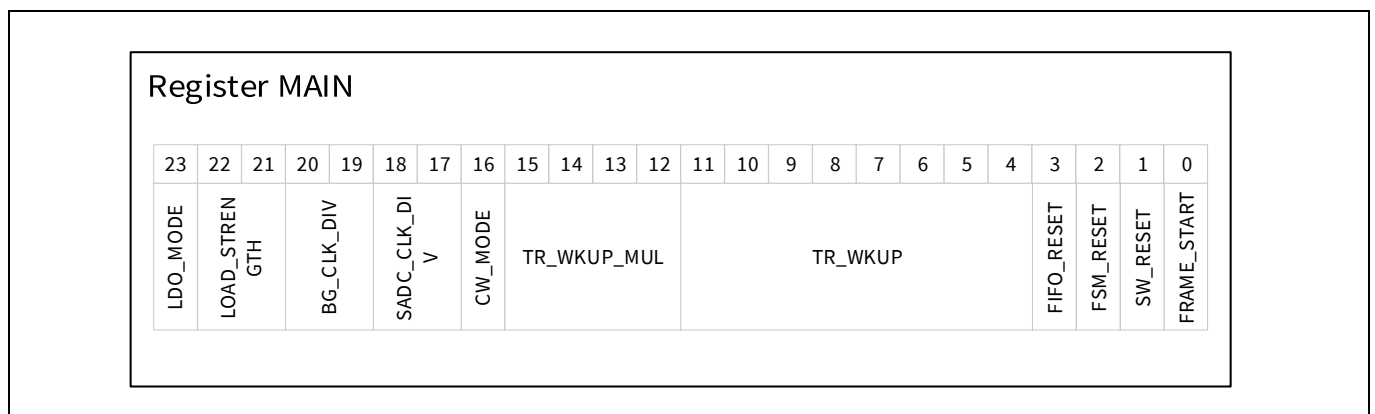 Register MAIN
23 22 21 20 19 18 17 16 15 14 13 12 11 10 9 8 7 6 5 4 3 2 1 0
LDO_MODE
LOAD_STREN
GTH
BG_CLK_DIV
SADC_CLK_DI
V
CW_MODE
TR_WKUP_MUL
TR_WKUP
FIFO_RESET
FSM_RESET
SW_RESET
FRAME_START